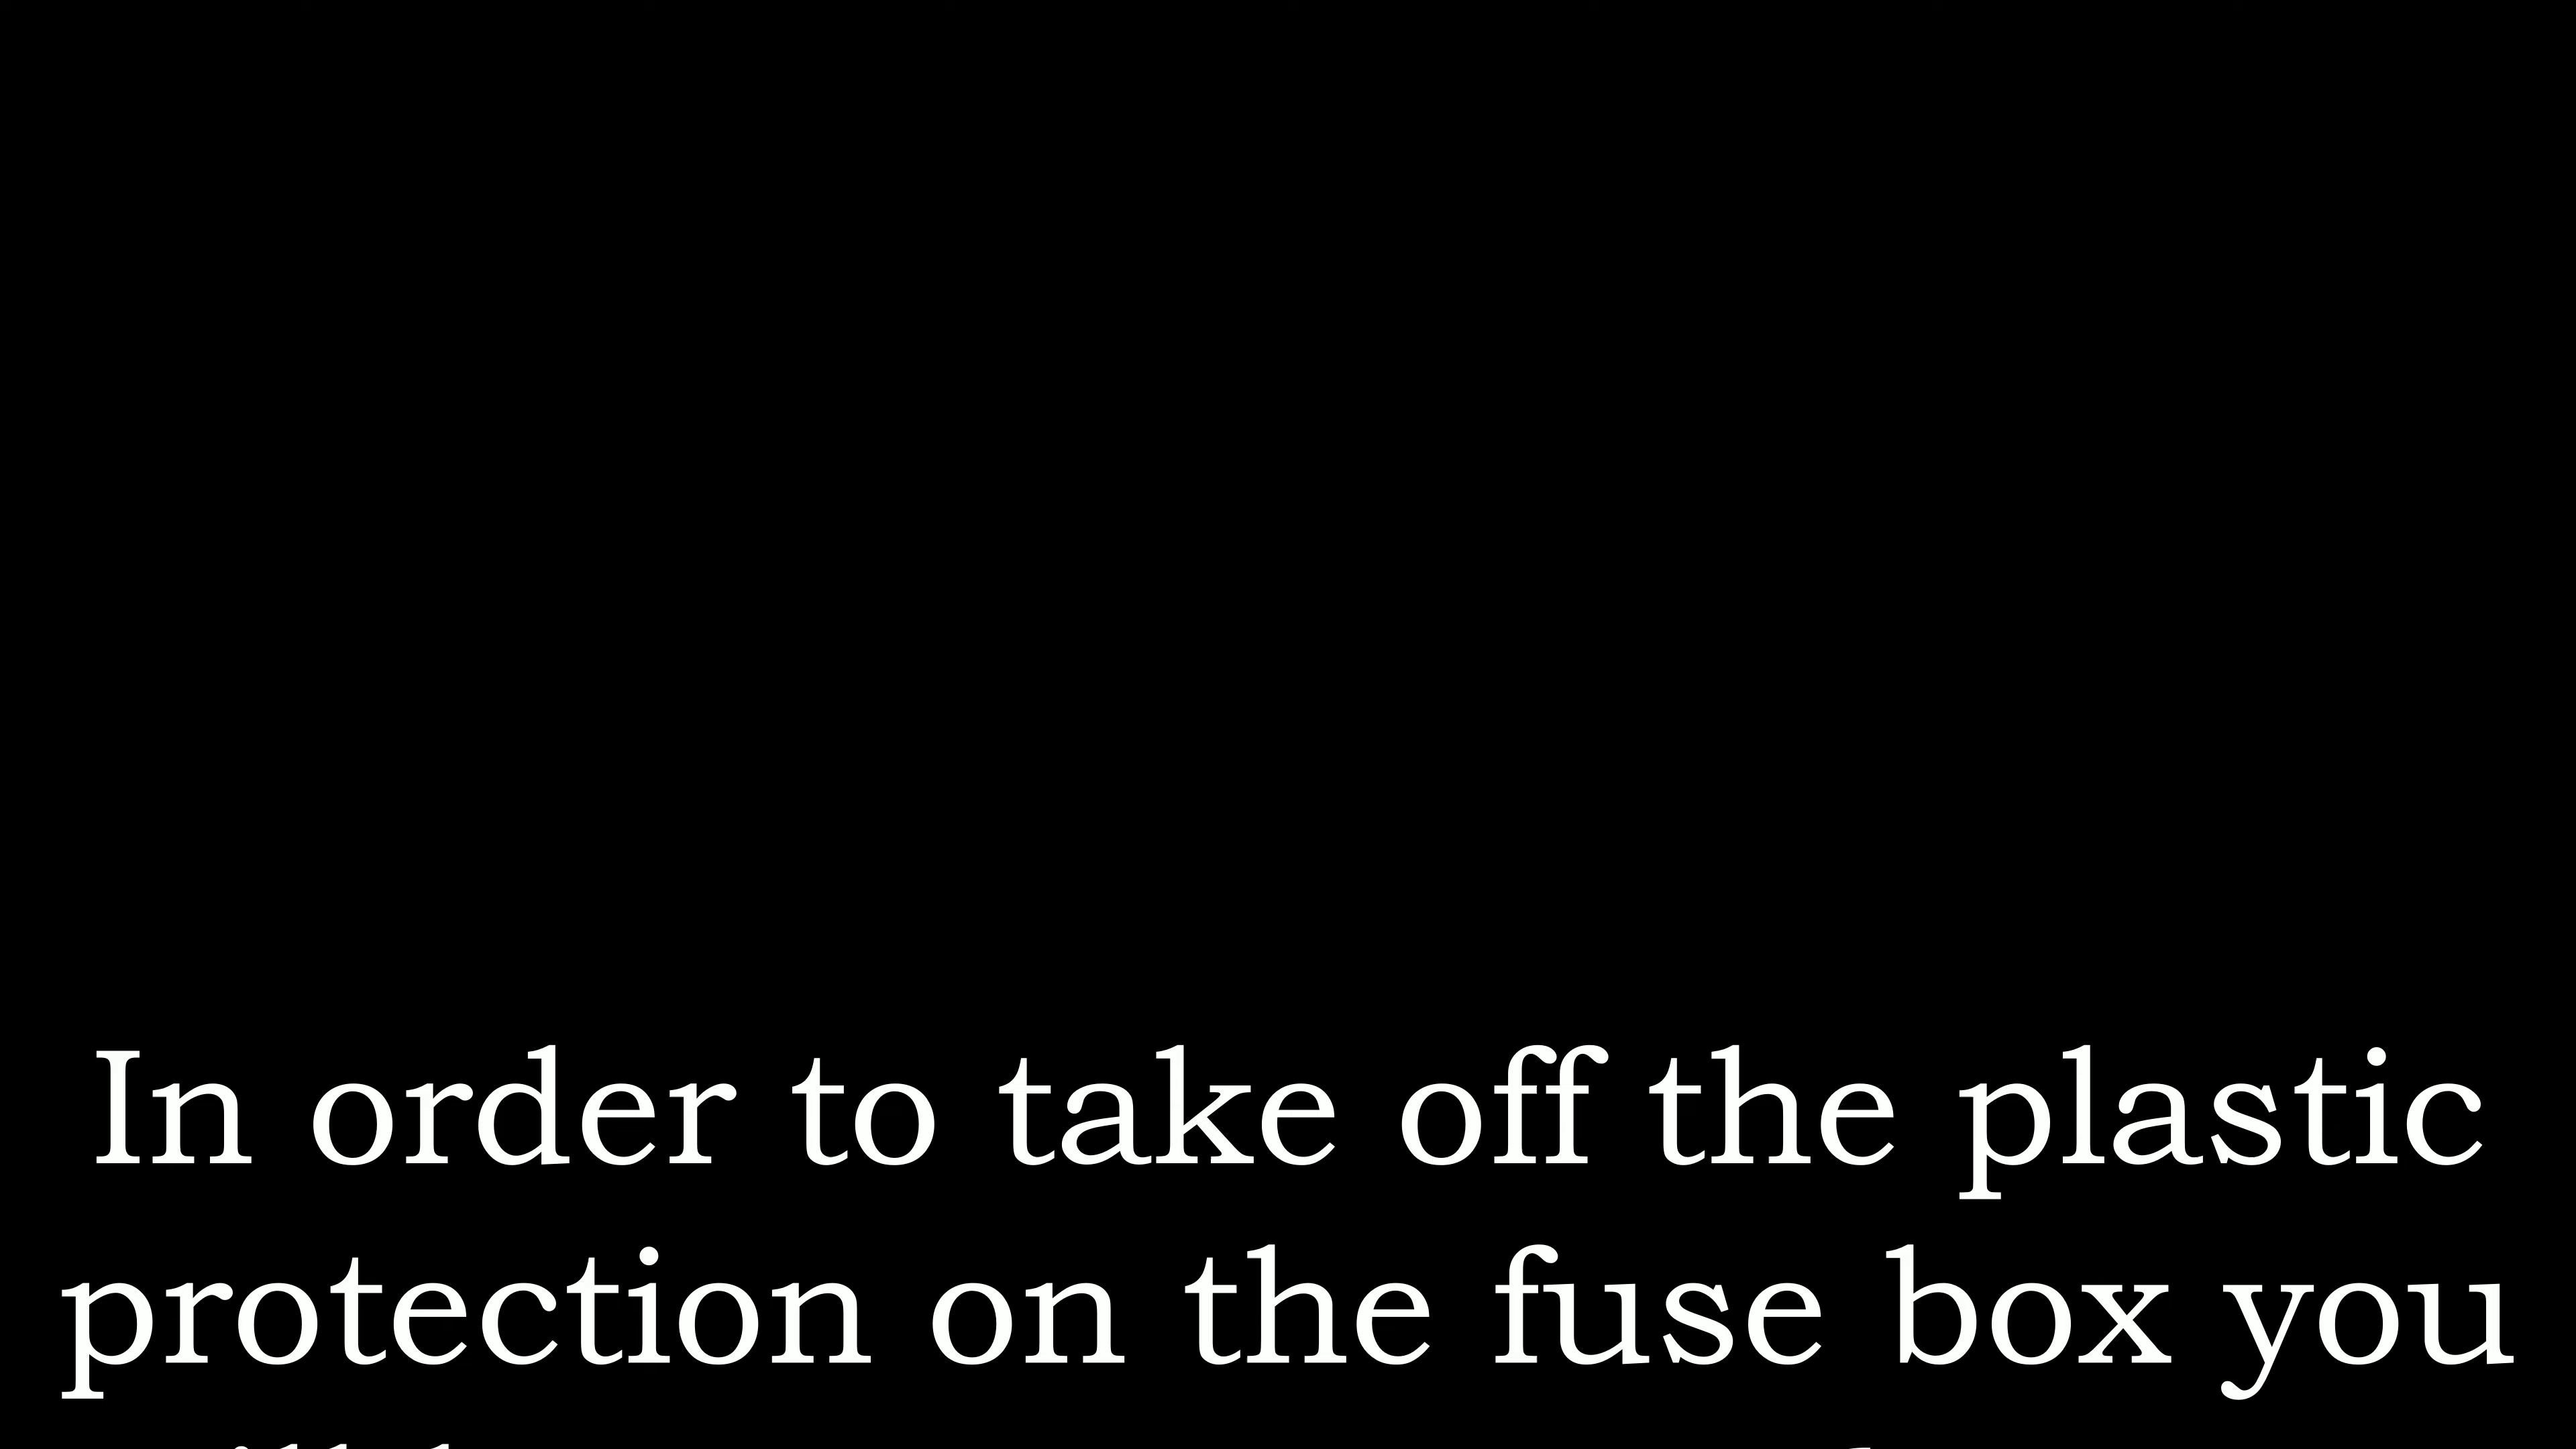 In order to take off the plastic
protection on the fuse box you